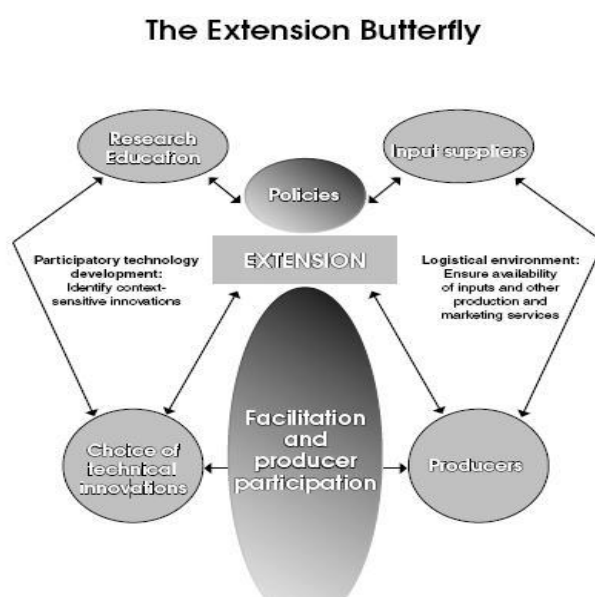 The Extension Butterfly
Research
Education
Input suppliers
Policies
EXTENSION
Participatory technology
development:
Identify context-
sensitive innovations
Logistical environment:
Ensure availability
of inputs and other
production and
marketing services
Facilitation
and
producer
participation
Choice of
technical
innovations
Producers